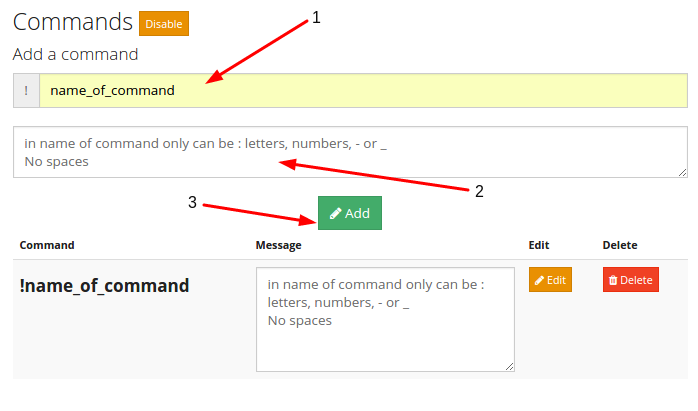 Commands Disable
1
Add a command
! name_of_command
in name of command only can be : letters, numbers, - or _
No spaces
2
3
Add
Command Message Edit Delete
!name_of_command
in name of command only can be :
letters, numbers, - or _
No spaces
Edit
Delete